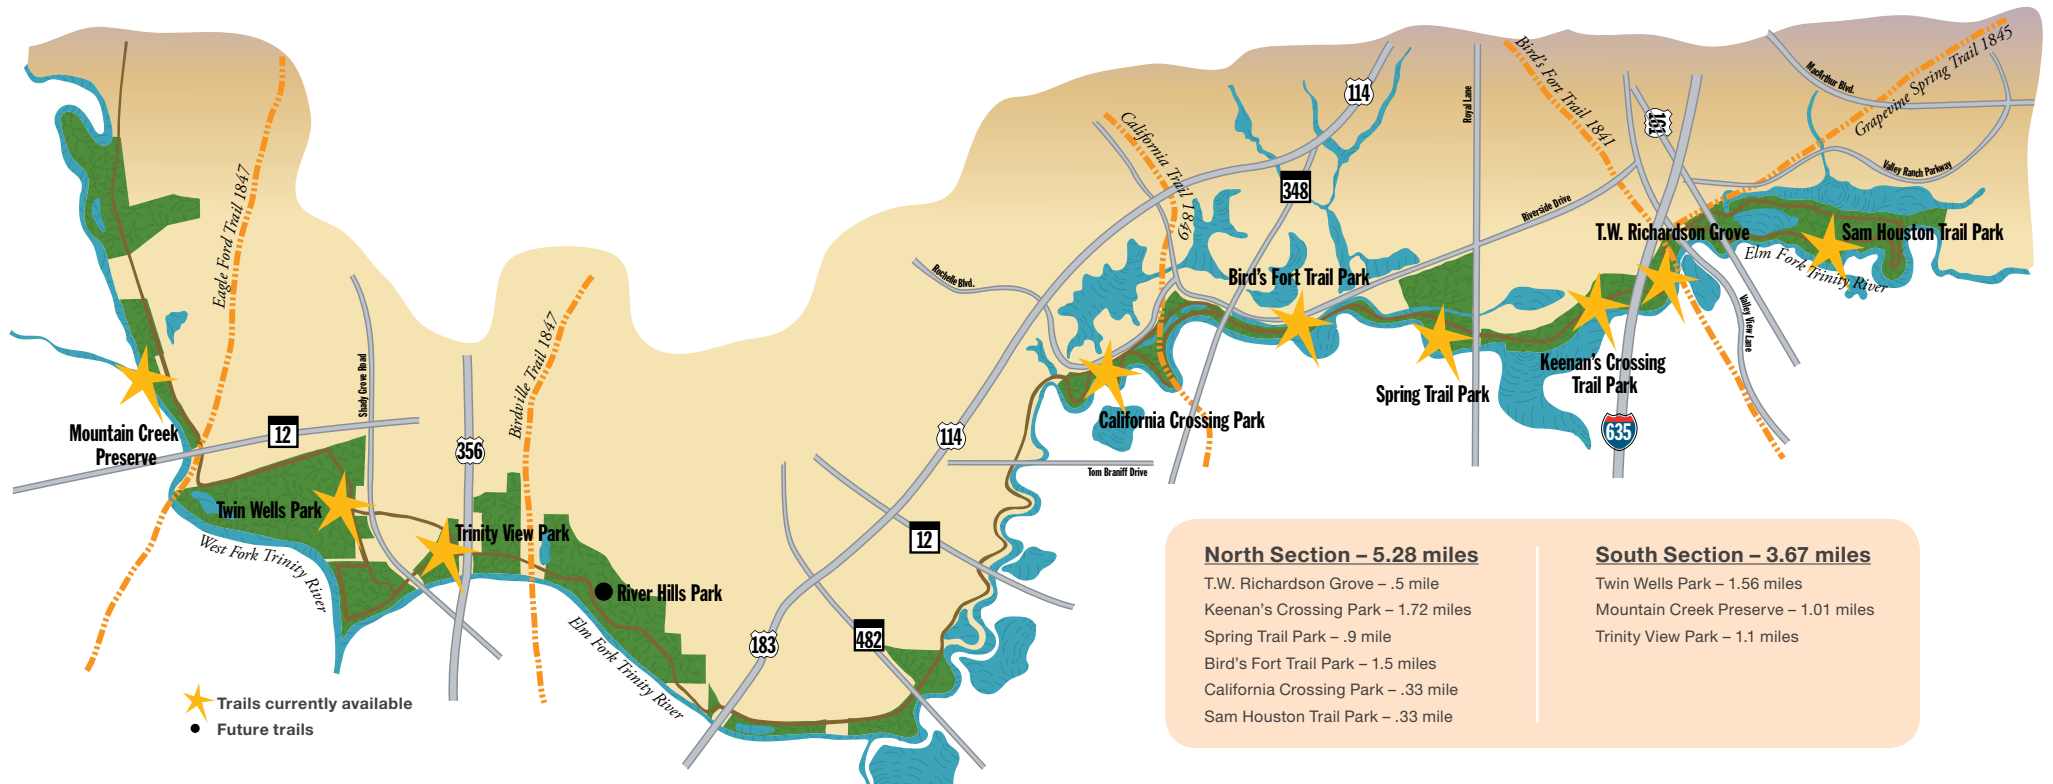 Eagle Ford Trail 1847
Mountain Creek
Preserve
12
Shady Grove Road
356
Birdville Trail 1847
Twin Wells Park
West Fork Trinity River
Trinity View Park
River Hills Park
Elm Fork Trinity River
183
482
12
114
Tom Braniff Drive
Rochelle Blvd.
California Trail 1849
California Crossing Park
114
348
Bird's Fort Trail Park
Royal Lane
Riverside Drive
Spring Trail Park
Bird's Fort Trail 1841
161
T.W. Richardson Grove
Keenan's Crossing
Trail Park
635
Valley View Lane
MacArthur Blvd.
Grapevine Spring Trail 1845
Valley Ranch Parkway
Sam Houston Trail Park
Elm Fork Trinity River
Trails currently available
Future trails
North Section – 5.28 miles
T.W. Richardson Grove – .5 mile
Keenan's Crossing Park – 1.72 miles
Spring Trail Park – .9 mile
Bird's Fort Trail Park – 1.5 miles
California Crossing Park – .33 mile
Sam Houston Trail Park – .33 mile
South Section – 3.67 miles
Twin Wells Park – 1.56 miles
Mountain Creek Preserve – 1.01 miles
Trinity View Park – 1.1 miles